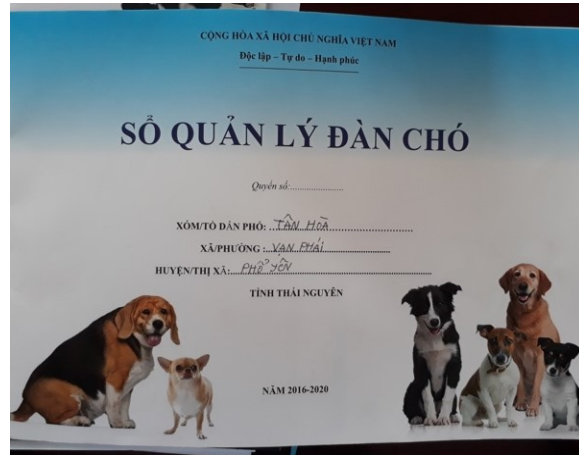 CỘNG HÒA XÃ HỘI CHỦ NGHĨA VIỆT NAM
Độc lập – Tự do – Hạnh phúc
SỔ QUẢN LÝ ĐÀN CHÓ
Quyển số:....................
XÓM/TỔ DÂN PHỐ: ...TÂN HÒA...........................
XÃ/PHƯỜNG :...VẠN PHÁI.......................
HUYỆN/THỊ XÃ:....PHỔ YÊN...............................................
TỈNH THÁI NGUYÊN
NĂM 2016-2020